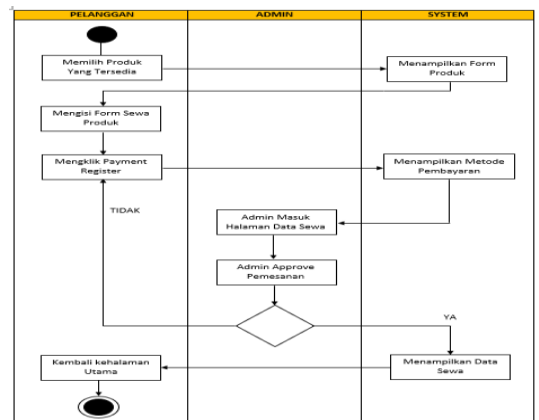 PELANGGAN
ADMIN
SYSTEM
Memilih Produk
Yang Tersedia
Menampilkan Form
Produk
Mengisi Form Sewa
Produk
Mengklik Payment
Register
Menampilkan Metode
Pembayaran
TIDAK
Admin Masuk
Halaman Data Sewa
Admin Approve
Pemesanan
YA
Kembali kehalaman
Utama
Menampilkan Data
Sewa